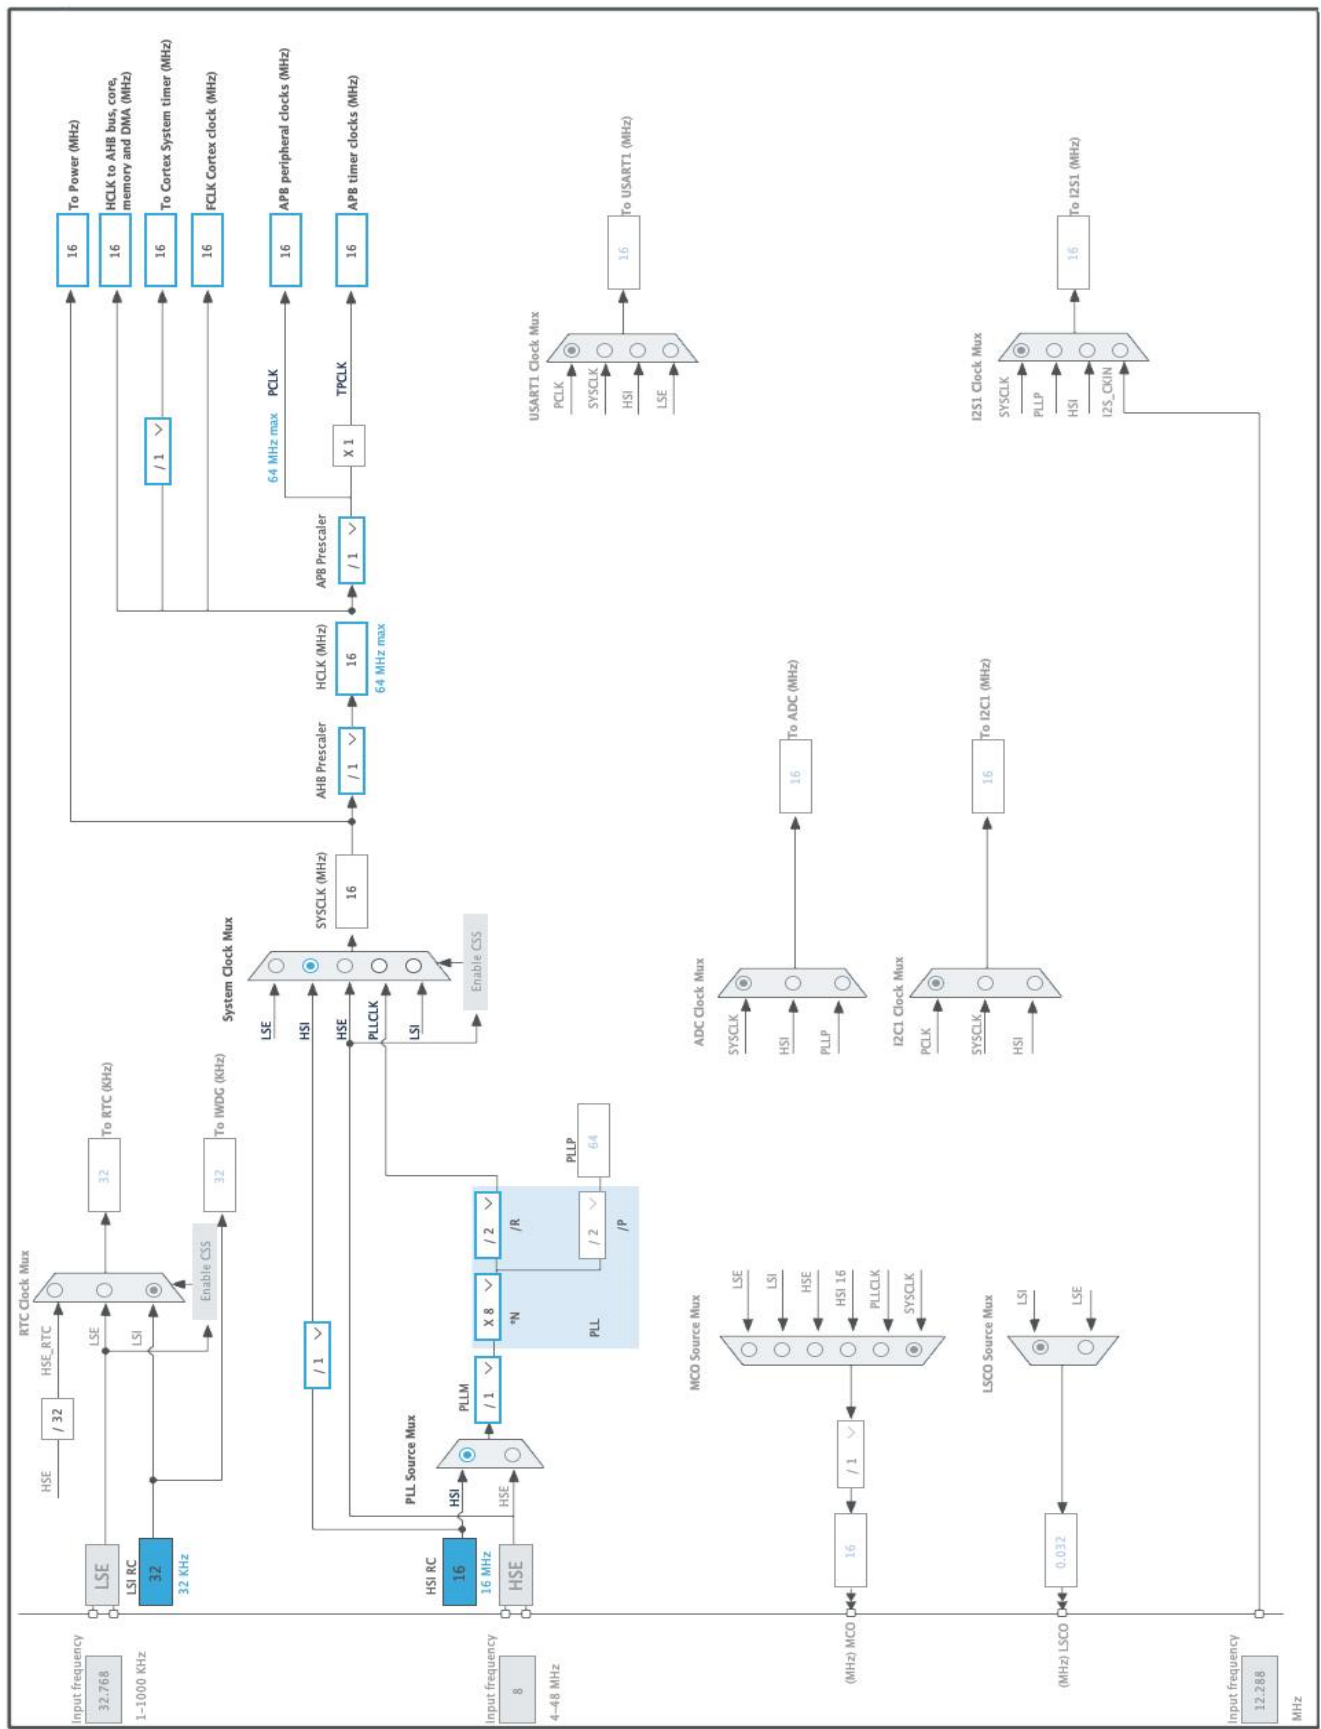 RTC Clock Mux
HSE
/ 32
HSE_RTC
LSE
LSI
32
To RTC (KHz)
Enable CSS
32
To IWDG (KHz)
Input frequency
32.768
1-1000 KHz
LSE
LSI RC
32
32 KHz
System Clock Mux
LSE
HSI
HSE
PLLCLK
LSI
Enable CSS
/ 1
SYSCLK (MHz)
16
AHB Prescaler
/ 1
HCLK (MHz)
16
64 MHz max
APB Prescaler
/ 1
/ 1
X 1
64 MHz max
PCLK
TPCLK
16
To Power (MHz)
16
HCLK to AHB bus, core,
memory and DMA (MHz)
16
To Cortex System timer (MHz)
16
FCLK Cortex clock (MHz)
16
APB peripheral clocks (MHz)
16
APB timer clocks (MHz)
PLL Source Mux
HSI RC
16
16 MHz
HSI
HSE
Input frequency
8
4-48 MHz
HSE
PLLM
/ 1
X 8
*N
/ 2
/R
PLL
/ 2
/P
PLLP
64
USART1 Clock Mux
PCLK
SYSCLK
HSI
LSE
16
To USART1 (MHz)
ADC Clock Mux
SYSCLK
HSI
PLLP
16
To ADC (MHz)
I2C1 Clock Mux
PCLK
SYSCLK
HSI
16
To I2C1 (MHz)
I2S1 Clock Mux
SYSCLK
PLLP
HSI
I2S_CKIN
16
To I2S1 (MHz)
MCO Source Mux
LSE
LSI
HSE
HSI 16
PLLCLK
SYSCLK
/ 1
16
(MHz) MCO
LSCO Source Mux
LSI
LSE
0.032
(MHz) LSCO
Input frequency
12.288
MHz